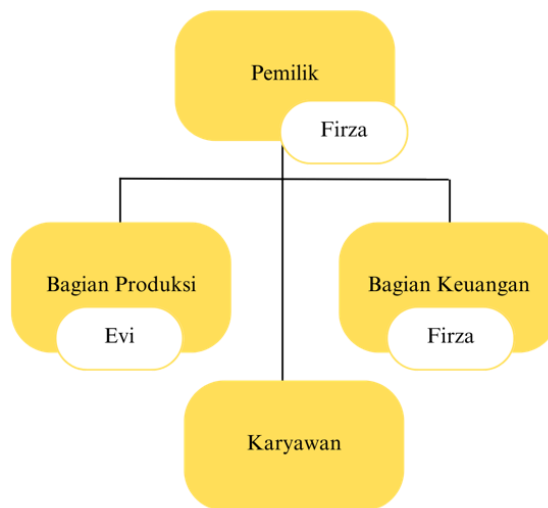 Pemilik
Firza
Bagian Produksi
Evi
Bagian Keuangan
Firza
Karyawan